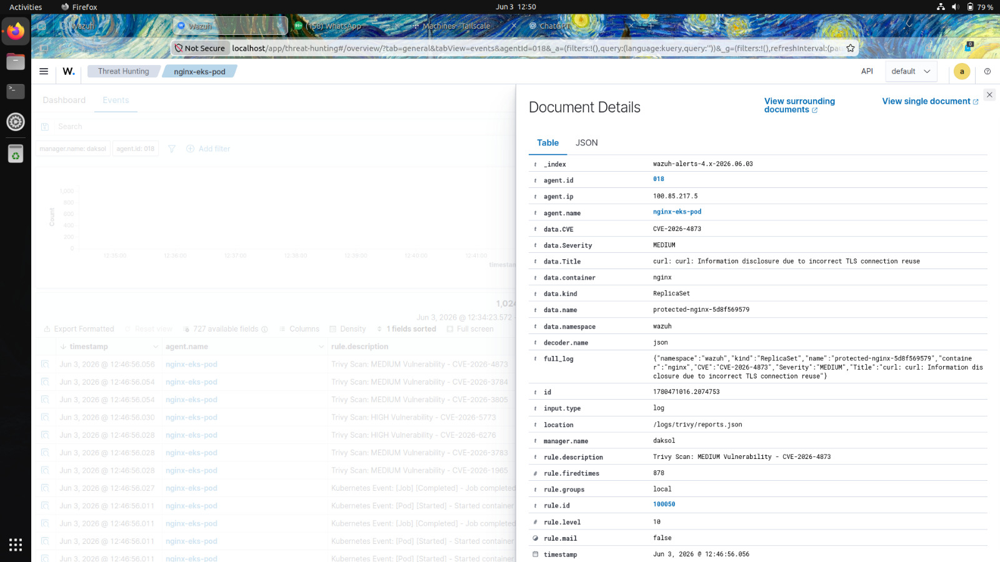 Activities
Firefox
Jun 3 12:50
79 %
Wazuh
Wazuh
(158) WhatsApp
Machines - Tailscale
ChatGPT
Not Secure
localhost/app/threat-hunting#/overview/?tab=general&tabView=events&agentId=018&_a=(filters:!(),query:(language:kuery,query:''))&_g=(filters:!(),refreshInterval:(pau
0
W.
Threat Hunting
nginx-eks-pod
API
default
a
Dashboard
Events
Search
manager.name: daksol
agent.id: 018
Add filter
1,000
800
600
400
200
0
Count
12:35:00
12:36:00
12:37:00
12:38:00
12:39:00
12:40:00
12:41:00
timestam
1,024
Jun 3, 2026 @ 12:34:23.572 -
Export Formatted
Reset view
727 available fields
Columns
Density
1 fields sorted
Full screen
timestamp
agent.name
rule.description
Jun 3, 2026 @ 12:46:56.056 nginx-eks-pod Trivy Scan: MEDIUM Vulnerability - CVE-2026-4873
Jun 3, 2026 @ 12:46:56.054 nginx-eks-pod Trivy Scan: MEDIUM Vulnerability - CVE-2026-3784
Jun 3, 2026 @ 12:46:56.054 nginx-eks-pod Trivy Scan: MEDIUM Vulnerability - CVE-2026-3805
Jun 3, 2026 @ 12:46:56.030 nginx-eks-pod Trivy Scan: HIGH Vulnerability - CVE-2026-5773
Jun 3, 2026 @ 12:46:56.028 nginx-eks-pod Trivy Scan: HIGH Vulnerability - CVE-2026-6276
Jun 3, 2026 @ 12:46:56.028 nginx-eks-pod Trivy Scan: MEDIUM Vulnerability - CVE-2026-3783
Jun 3, 2026 @ 12:46:56.028 nginx-eks-pod Trivy Scan: MEDIUM Vulnerability - CVE-2026-1965
Jun 3, 2026 @ 12:46:56.027 nginx-eks-pod Kubernetes Event: [Job] [Completed] - Job completed
Jun 3, 2026 @ 12:46:56.011 nginx-eks-pod Kubernetes Event: [Pod] [Started] - Started container
Jun 3, 2026 @ 12:46:56.011 nginx-eks-pod Kubernetes Event: [Job] [Completed] - Job completed
Jun 3, 2026 @ 12:46:56.011 nginx-eks-pod Kubernetes Event: [Pod] [Started] - Started container
Jun 3, 2026 @ 12:46:56.011 nginx-eks-pod Kubernetes Event: [Pod] [Started] - Started container
Document Details
View surrounding
documents
View single document
Table
JSON
t _index wazuh-alerts-4.x-2026.06.03
t agent.id 018
t agent.ip 100.85.217.5
t agent.name nginx-eks-pod
t data.CVE CVE-2026-4873
t data.Severity MEDIUM
t data.Title curl: curl: Information disclosure due to incorrect TLS connection reuse
t data.container nginx
t data.kind ReplicaSet
t data.name protected-nginx-5d8f569579
t data.namespace wazuh
t decoder.name json
t full_log {"namespace":"wazuh","kind":"ReplicaSet","name":"protected-nginx-5d8f569579","containe
r":"nginx","CVE":"CVE-2026-4873","Severity":"MEDIUM","Title":"curl: curl: Information dis
closure due to incorrect TLS connection reuse"}
t id 1780471016.2074753
t input.type log
t location /logs/trivy/reports.json
t manager.name daksol
t rule.description Trivy Scan: MEDIUM Vulnerability - CVE-2026-4873
# rule.firedtimes 878
t rule.groups local
t rule.id 100050
# rule.level 10
rule.mail false
timestamp Jun 3, 2026 @ 12:46:56.056